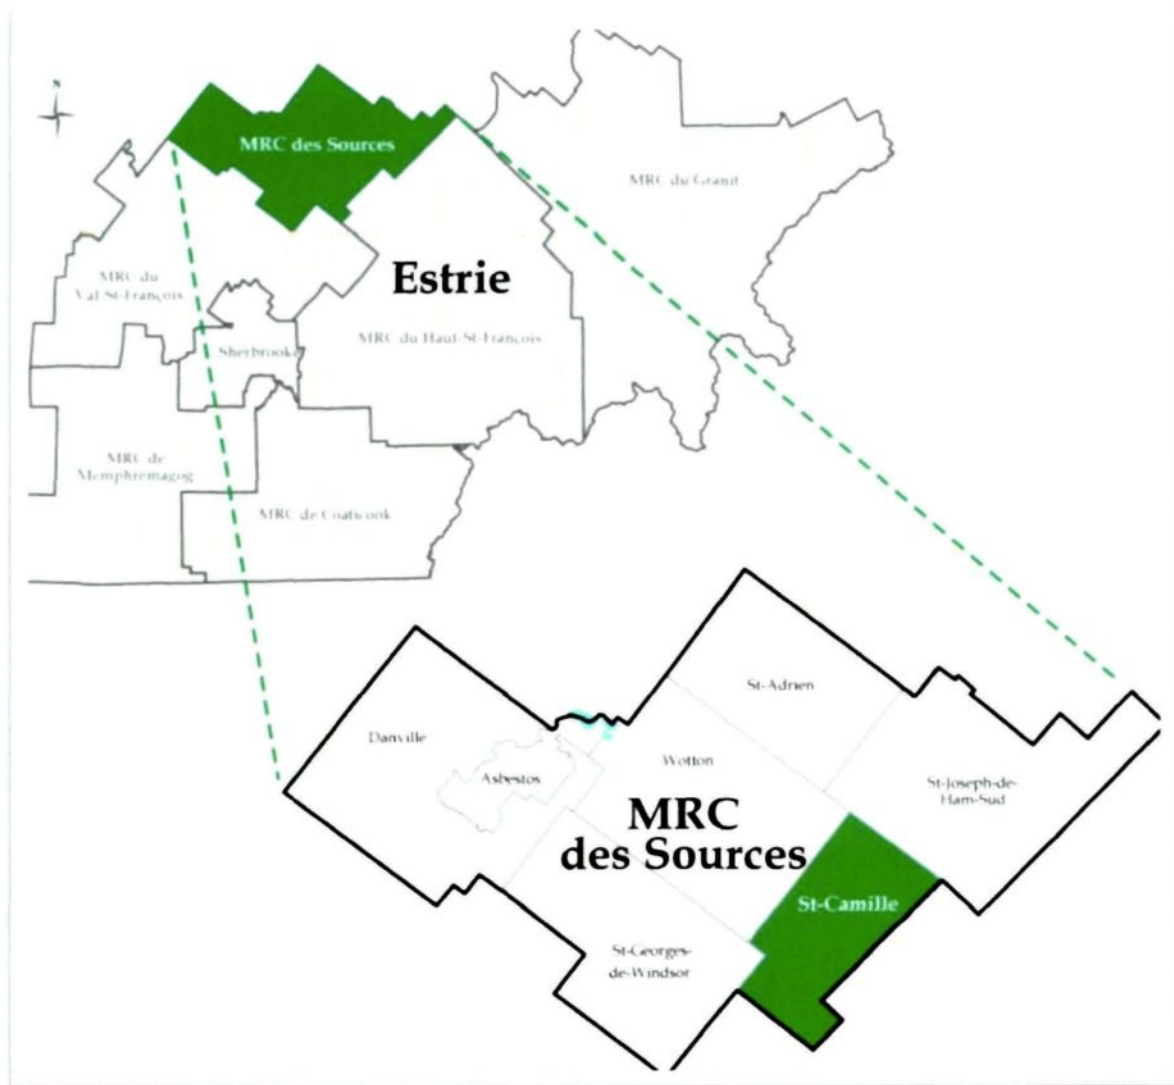 N
MRC des Sources
MRC du Granit
Estrie
MRC du
Val-St-François
MRC du Haut-St-François
Sherbrooke
MRC de
Memphremagog
MRC de Coaticook
St-Adrien
Danville
Wotton
Asbestos
St-Joseph-de-
Ham-Sud
MRC
des Sources
St-Camille
St-Georges-
de-Windsor